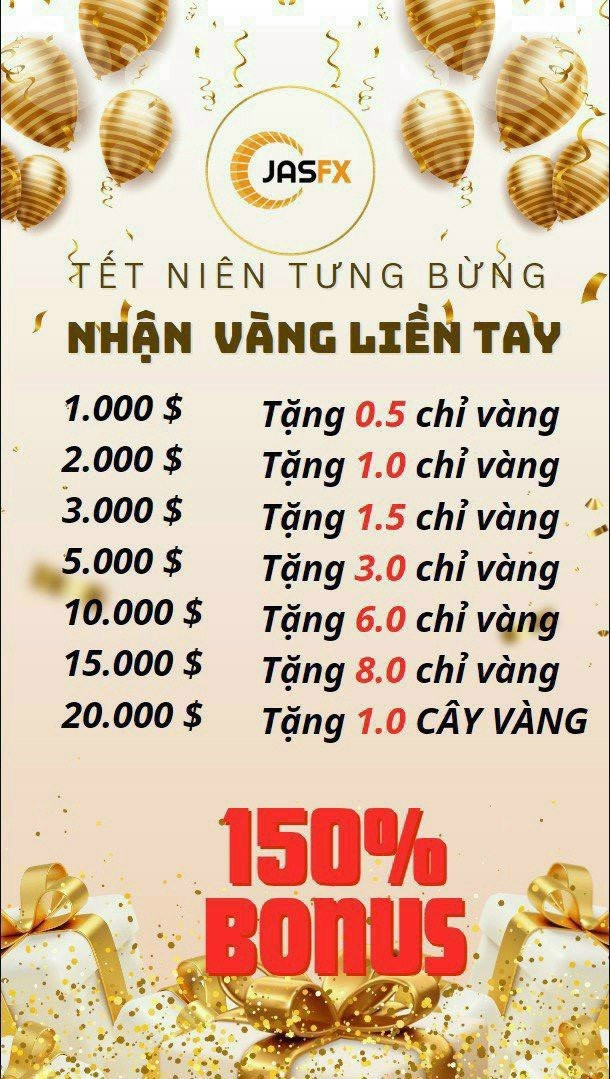 JASFX
TẾT NIÊN TƯNG BỪNG
NHẬN VÀNG LIỀN TAY
1.000 $ Tặng 0.5 chỉ vàng
2.000 $ Tặng 1.0 chỉ vàng
3.000 $ Tặng 1.5 chỉ vàng
5.000 $ Tặng 3.0 chỉ vàng
10.000 $ Tặng 6.0 chỉ vàng
15.000 $ Tặng 8.0 chỉ vàng
20.000 $ Tặng 1.0 CÂY VÀNG
150%
BONUS